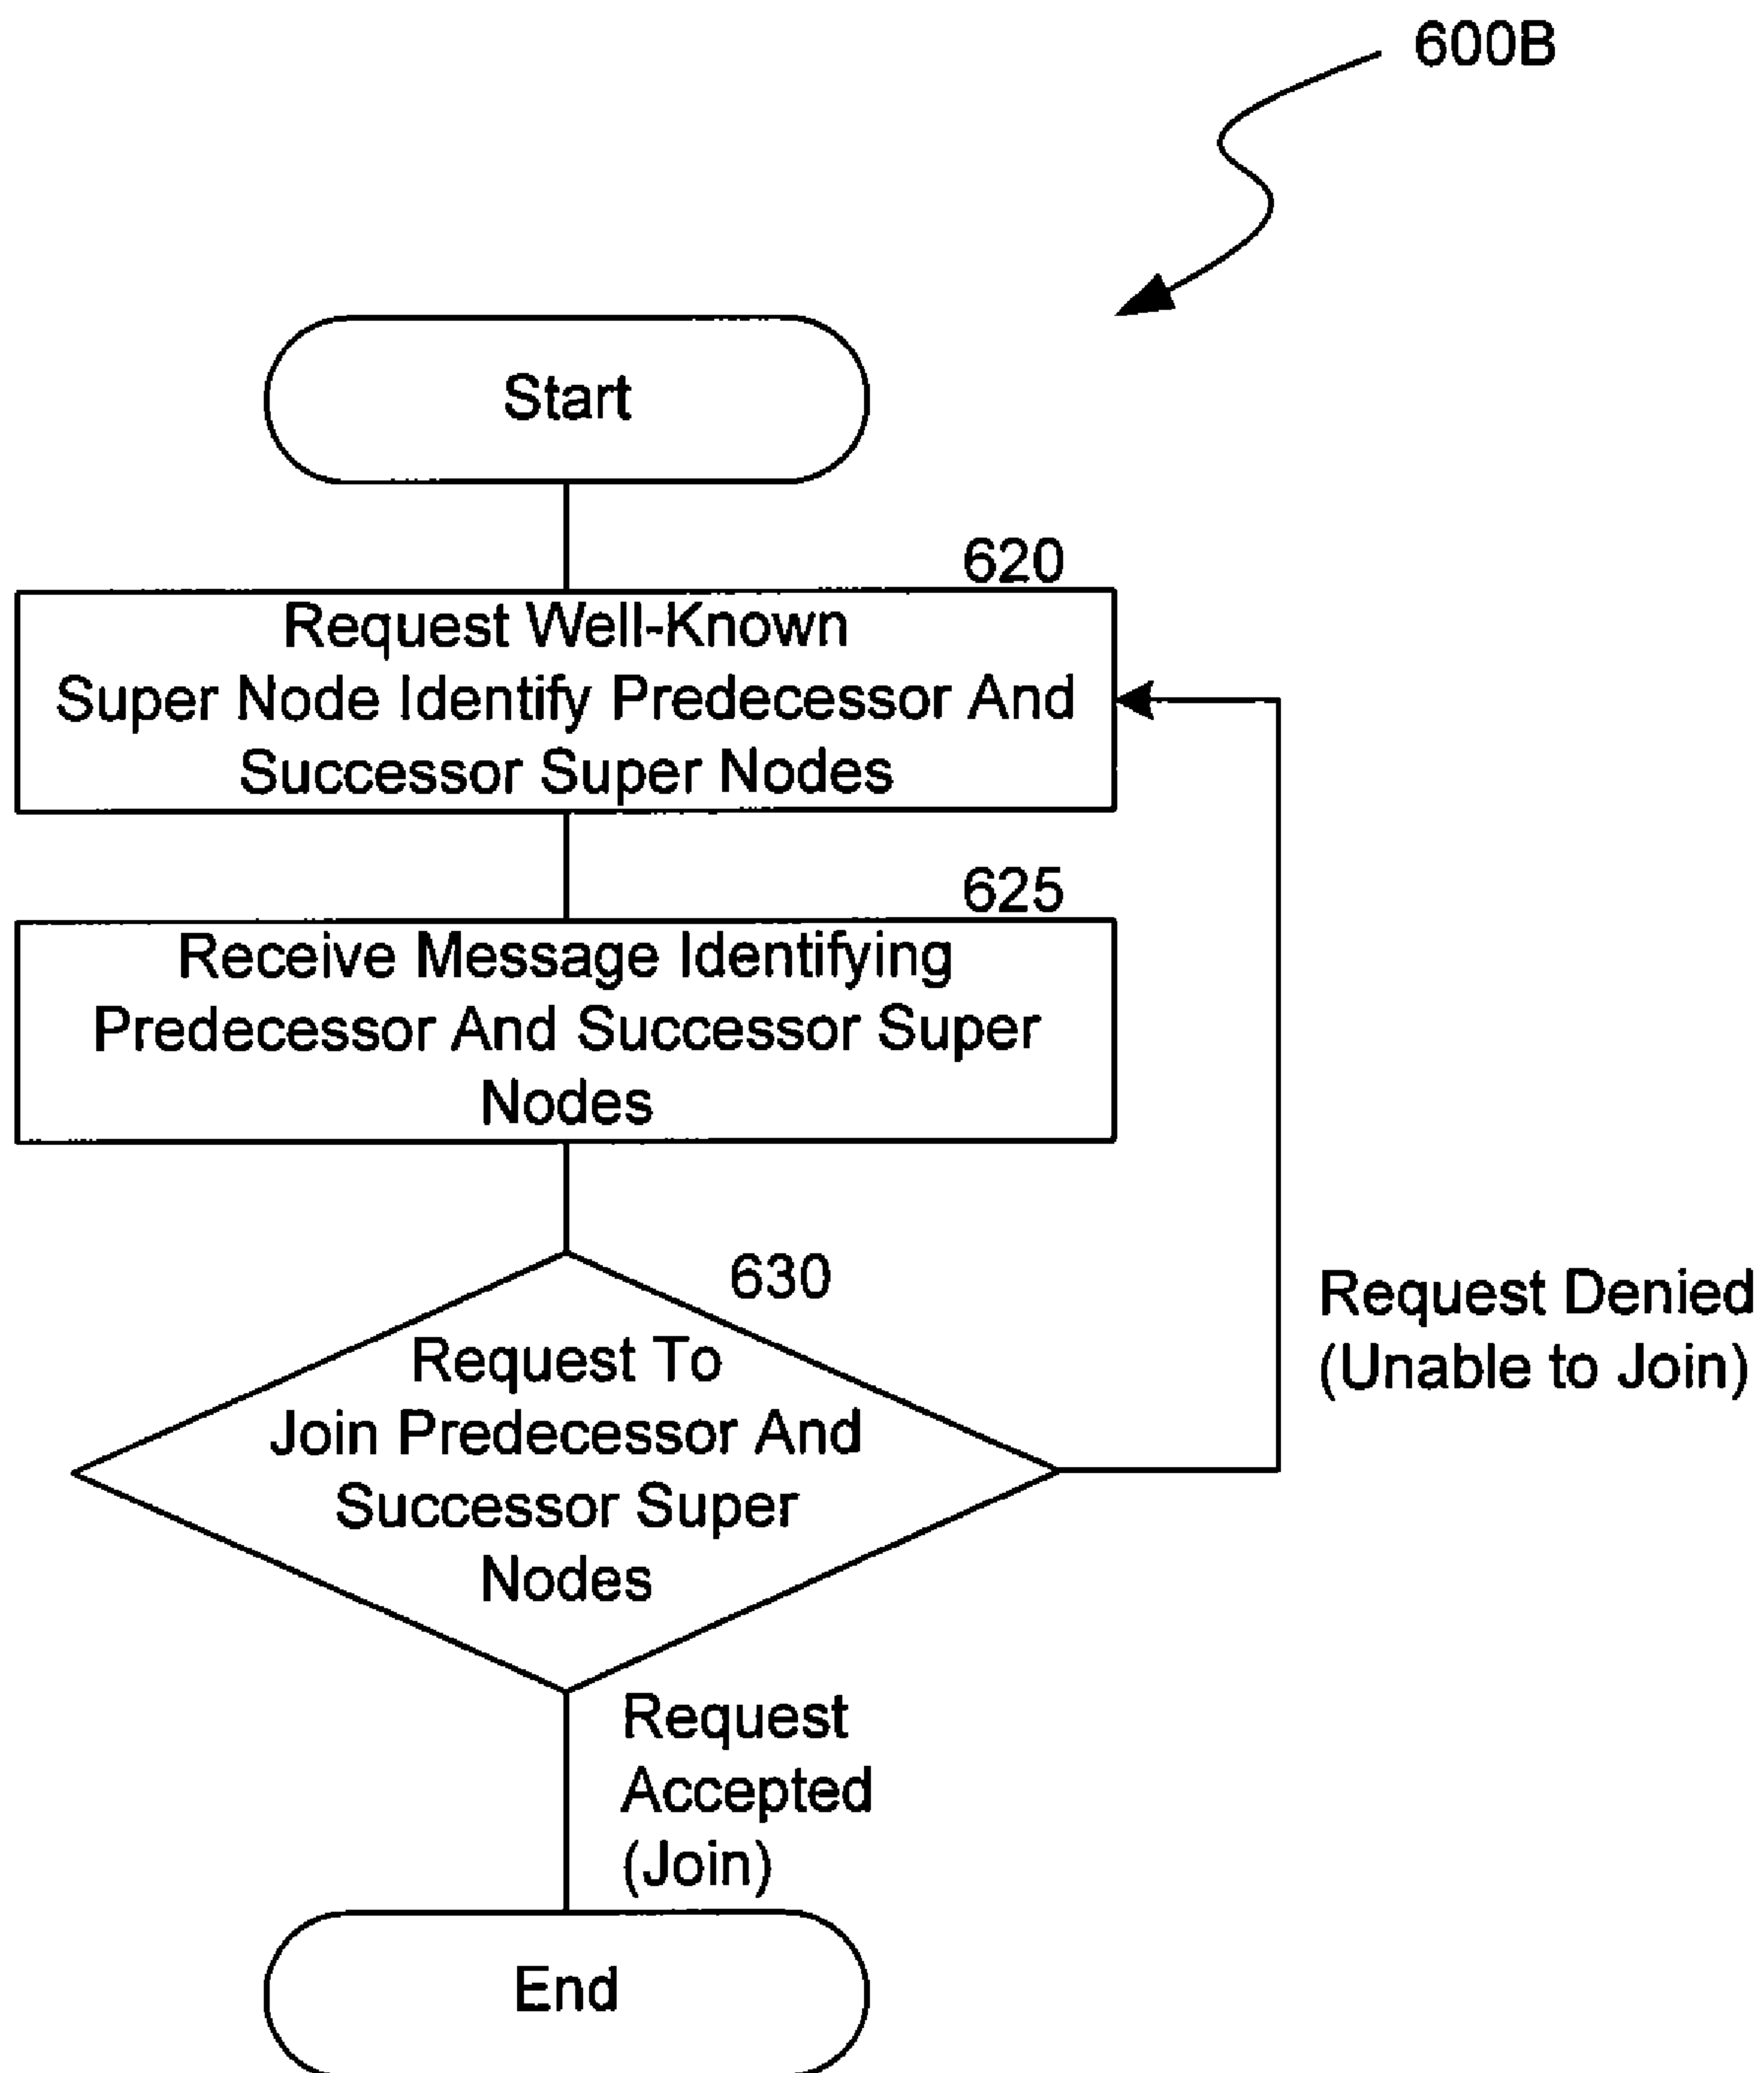 600B
Start
620
Request Well-Known
Super Node Identify Predecessor And
Successor Super Nodes
625
Receive Message Identifying
Predecessor And Successor Super
Nodes
630
Request To
Join Predecessor And
Successor Super
Nodes
Request Denied
(Unable to Join)
Request
Accepted
(Join)
End